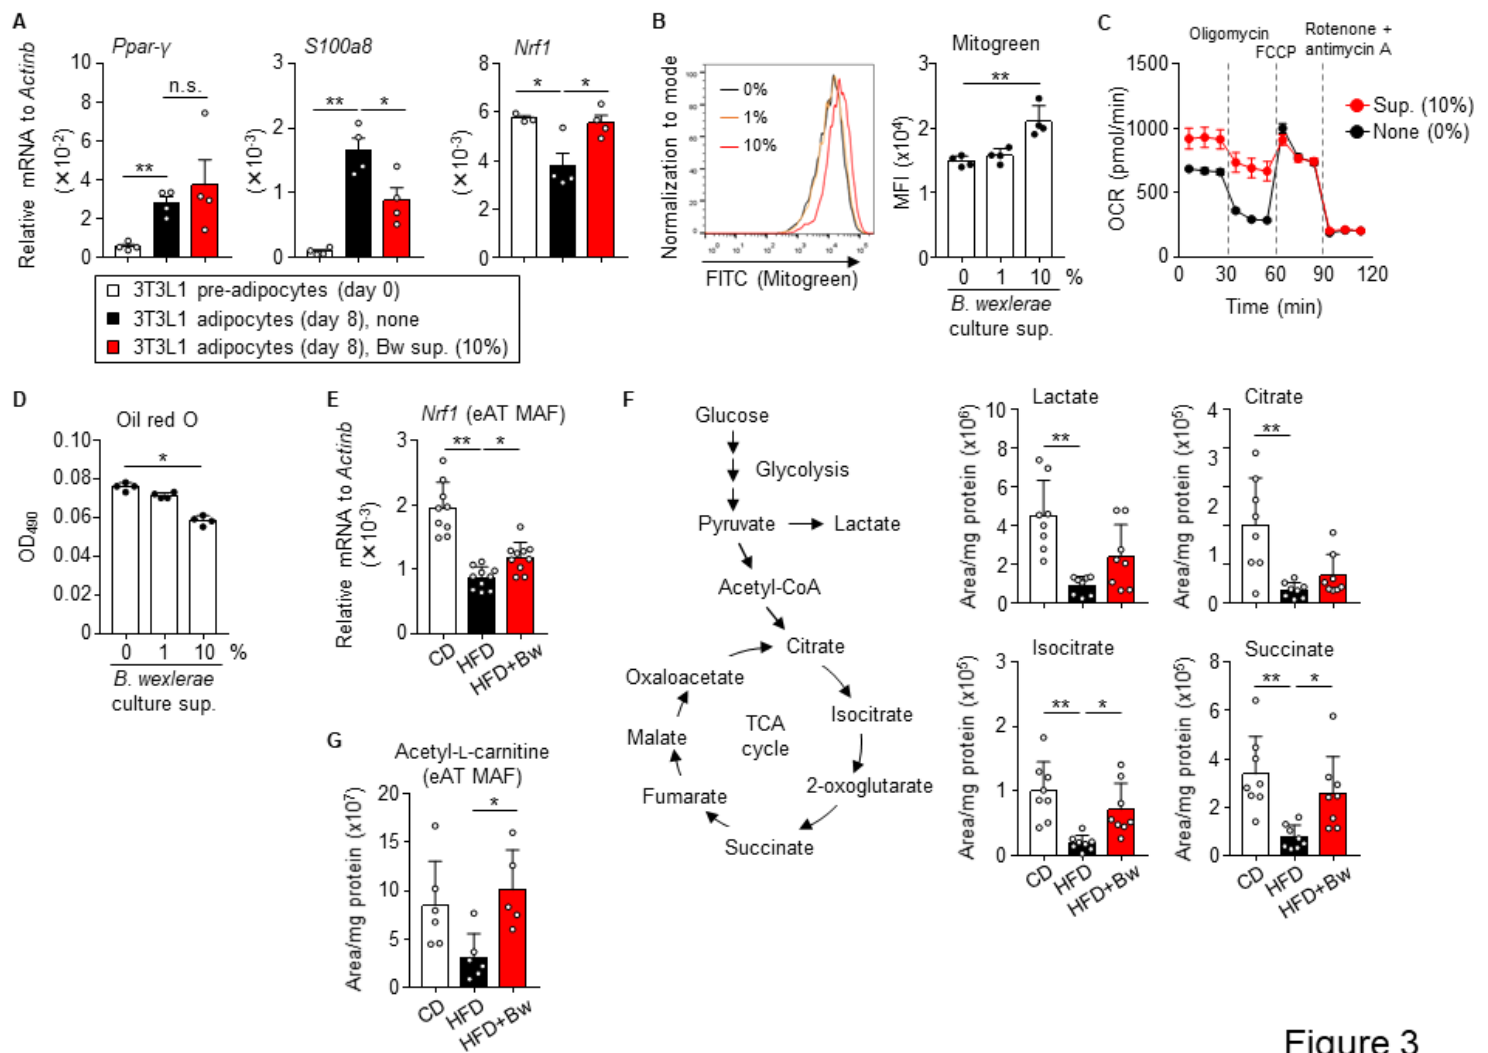 A
Ppar-γ
S100a8
Nrf1
Relative mRNA to Actinb
(×10-2)
10
8
6
4
2
0
**
n.s.
(×10-3)
3
2
1
0
**
*
(×10-3)
8
6
4
2
0
*
*
3T3L1 pre-adipocytes (day 0)
3T3L1 adipocytes (day 8), none
3T3L1 adipocytes (day 8), Bw sup. (10%)
B
Normalization to mode
100
80
60
40
20
0
0%
1%
10%
FITC (Mitogreen)
Mitogreen
MFI (x10⁴)
3
2
1
0
**
0 1 10 %
B. wexlerae
culture sup.
C
Oligomycin
FCCP
Rotenone +
antimycin A
OCR (pmol/min)
1500
1000
500
0
0 30 60 90 120
Time (min)
Sup. (10%)
None (0%)
D
Oil red O
OD490
0.10
0.08
0.06
0.04
0.02
0
*
0 1 10 %
B. wexlerae
culture sup.
E
Nrf1 (eAT MAF)
Relative mRNA to Actinb
(×10-3)
3
2
1
0
** *
CD HFD HFD+Bw
F
Glucose
Glycolysis
Pyruvate
Lactate
Acetyl-CoA
Citrate
Oxaloacetate
Isocitrate
TCA
cycle
Malate
2-oxoglutarate
Fumarate
Succinate
Lactate
Area/mg protein (x10⁶)
10
8
6
4
2
0
**
Citrate
Area/mg protein (x10⁵)
4
3
2
1
0
**
Isocitrate
Area/mg protein (x10⁵)
3
2
1
0
** *
CD HFD HFD+Bw
Succinate
Area/mg protein (x10⁵)
8
6
4
2
0
** *
CD HFD HFD+Bw
G
Acetyl-L-carnitine
(eAT MAF)
Area/mg protein (x10⁷)
20
15
10
5
0
*
CD HFD HFD+Bw
Figure 3